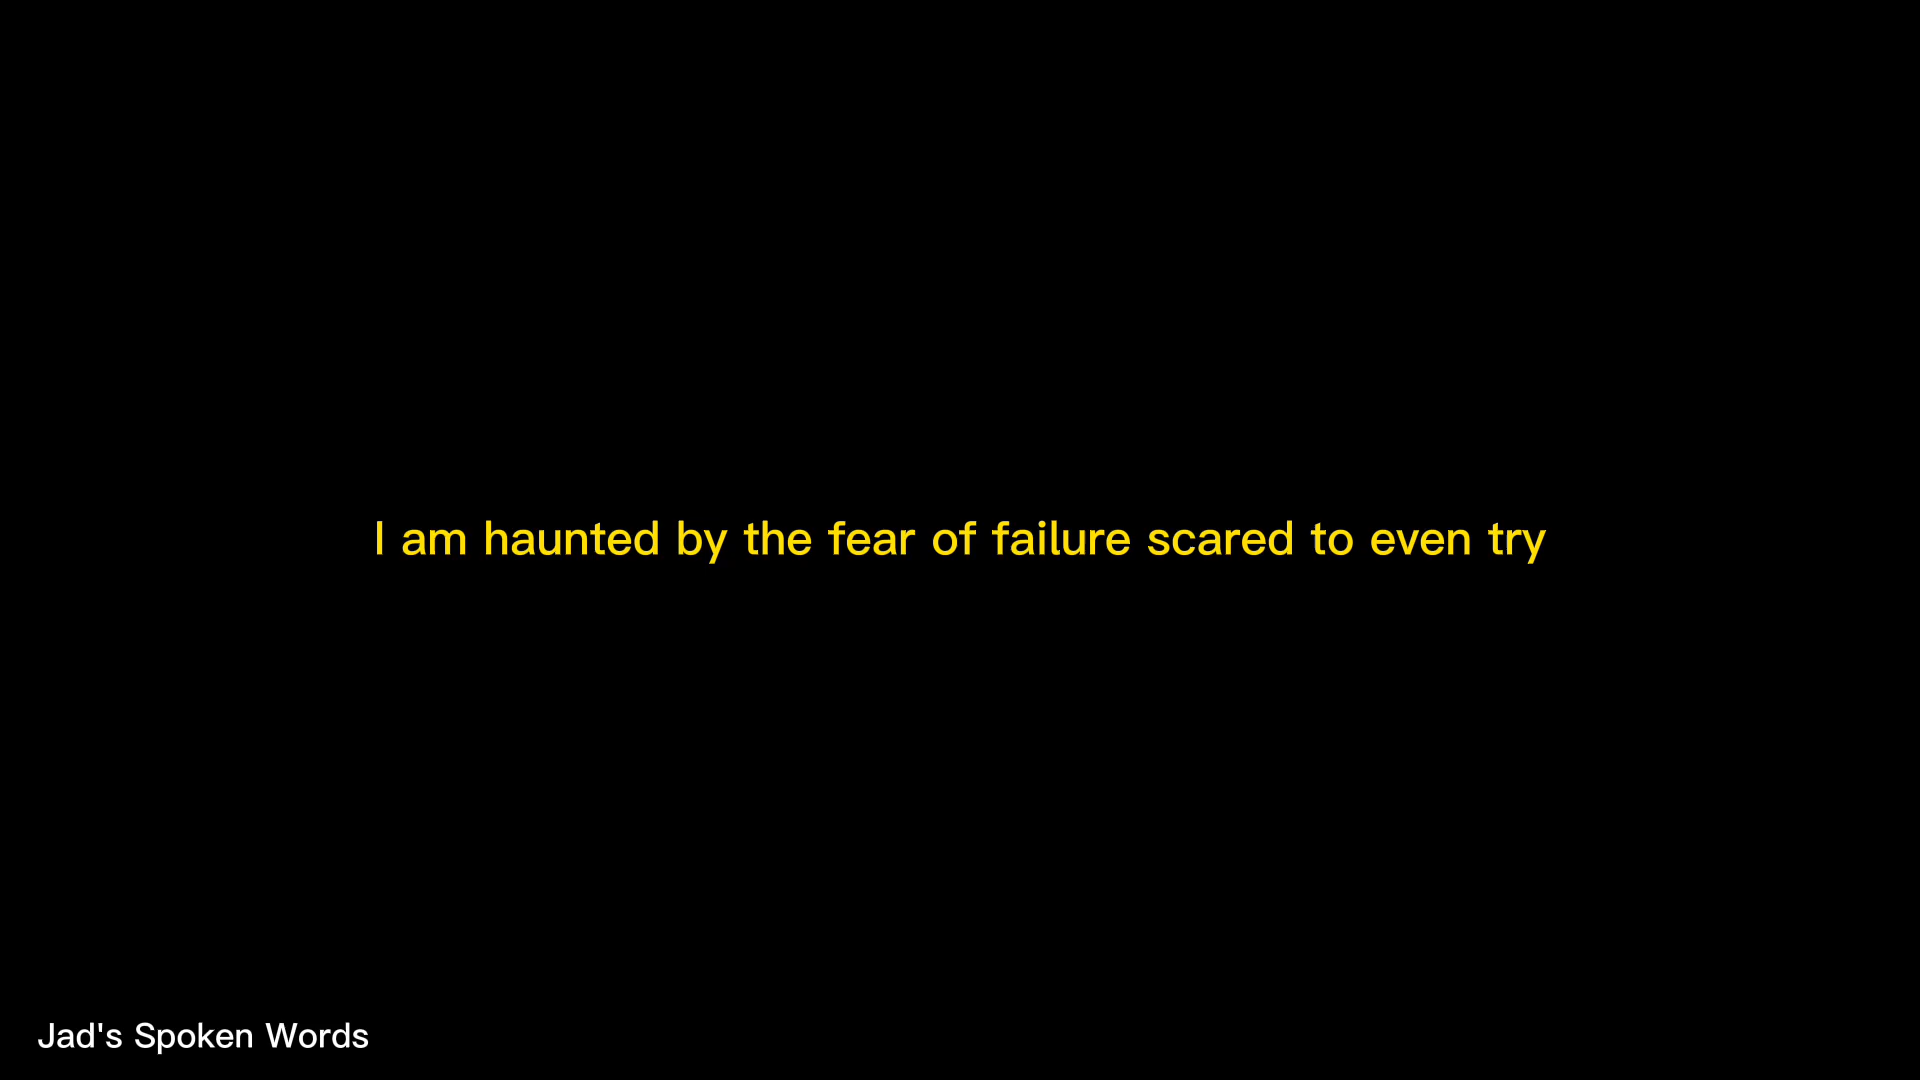 I am haunted by the fear of failure scared to even try
Jad's Spoken Words